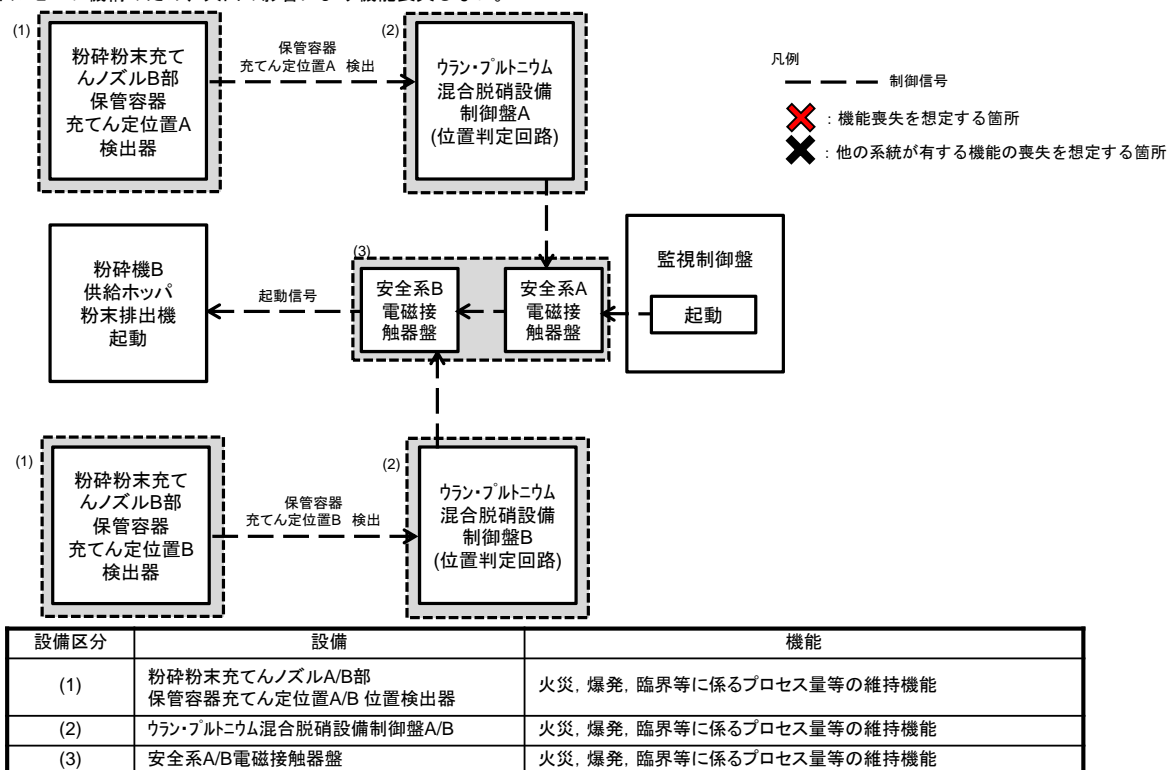 (1)
粉砕粉末充て
んノズルB部
保管容器
充てん定位置A
検出器
保管容器
充てん定位置A 検出
(2)
ウラン・プルトニウム
混合脱硝設備
制御盤A
(位置判定回路)
凡例
制御信号
：機能喪失を想定する箇所
：他の系統が有する機能の喪失を想定する箇所
粉砕機B
供給ホッパ
粉末排出機
起動
起動信号
(3)
安全系B
電磁接
触器盤
安全系A
電磁接
触器盤
監視制御盤
起動
(1)
粉砕粉末充て
んノズルB部
保管容器
充てん定位置B
検出器
保管容器
充てん定位置B 検出
(2)
ウラン・プルトニウム
混合脱硝設備
制御盤B
(位置判定回路)
設備区分 設備 機能
(1) 粉砕粉末充てんノズルA/B部
保管容器充てん定位置A/B 位置検出器 火災，爆発，臨界等に係るプロセス量等の維持機能
(2) ウラン・プルトニウム混合脱硝設備制御盤A/B 火災，爆発，臨界等に係るプロセス量等の維持機能
(3) 安全系A/B電磁接触器盤 火災，爆発，臨界等に係るプロセス量等の維持機能